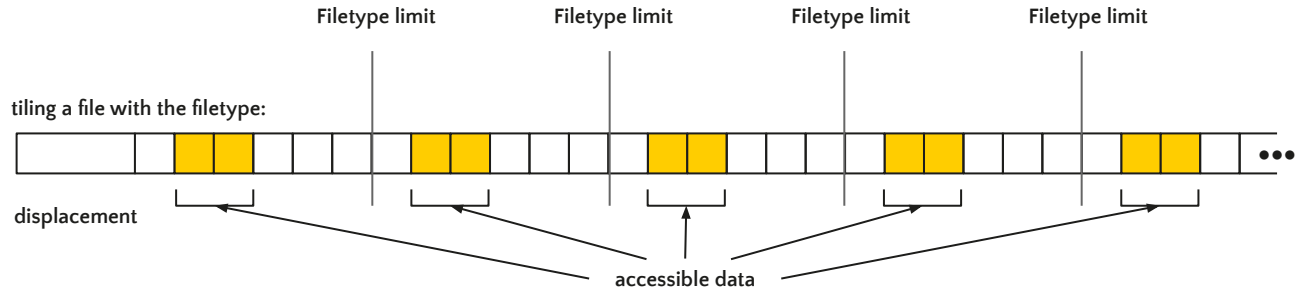 Filetype limit
Filetype limit
Filetype limit
Filetype limit
tiling a file with the filetype:
displacement
accessible data